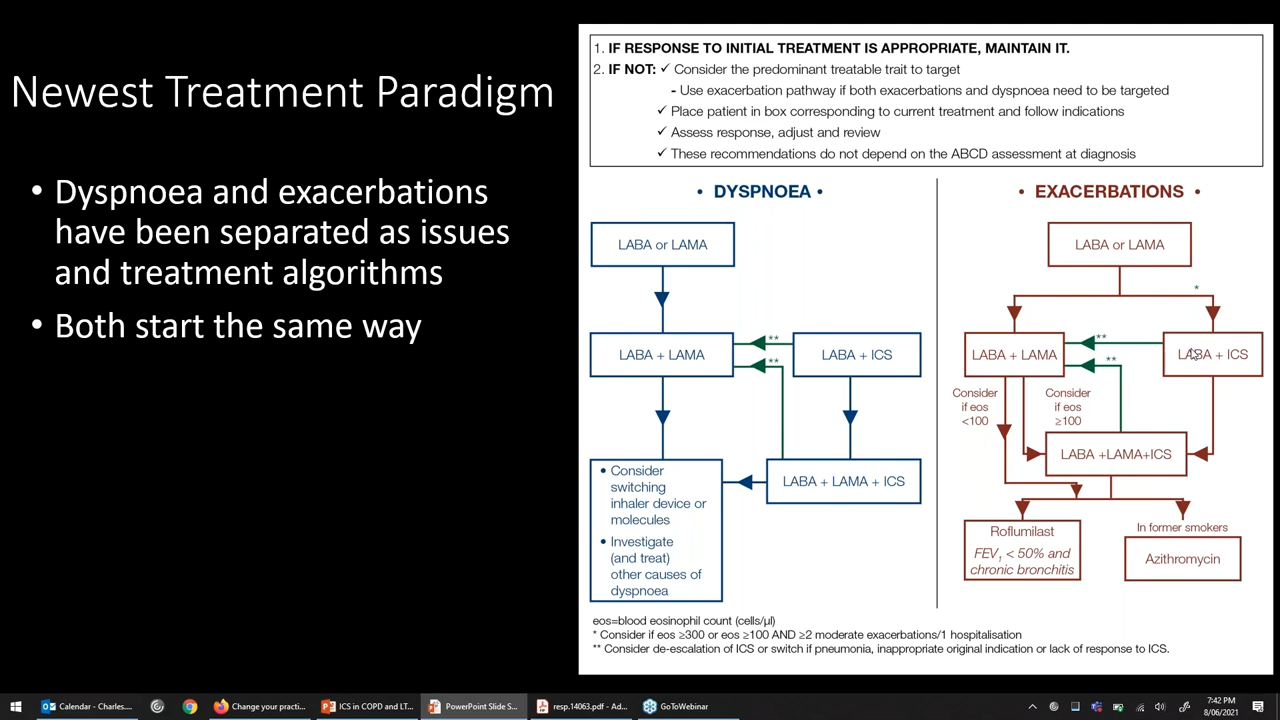 Newest Treatment Paradigm
• Dyspnoea and exacerbations
have been separated as issues
and treatment algorithms
• Both start the same way
1. IF RESPONSE TO INITIAL TREATMENT IS APPROPRIATE, MAINTAIN IT.
2. IF NOT: ✓ Consider the predominant treatable trait to target
- Use exacerbation pathway if both exacerbations and dyspnoea need to be targeted
✓ Place patient in box corresponding to current treatment and follow indications
✓ Assess response, adjust and review
✓ These recommendations do not depend on the ABCD assessment at diagnosis
• DYSPNOEA •
LABA or LAMA
**
LABA + LAMA
LABA + ICS
**
• Consider
switching
inhaler device or
molecules
• Investigate
(and treat)
other causes of
dyspnoea
LABA + LAMA + ICS
• EXACERBATIONS •
LABA or LAMA
*
**
LABA + LAMA
LABA + ICS
**
Consider
if eos
<100
Consider
if eos
≥100
LABA +LAMA+ICS
Roflumilast
FEV₁ < 50% and
chronic bronchitis
In former smokers
Azithromycin
eos=blood eosinophil count (cells/µl)
* Consider if eos ≥300 or eos ≥100 AND ≥2 moderate exacerbations/1 hospitalisation
** Consider de-escalation of ICS or switch if pneumonia, inappropriate original indication or lack of response to ICS.
Calendar - Charles....
Change your practi...
ICS in COPD and LT...
PowerPoint Slide S...
resp.14063.pdf - Ad...
GoToWebinar
7:42 PM
8/06/2021